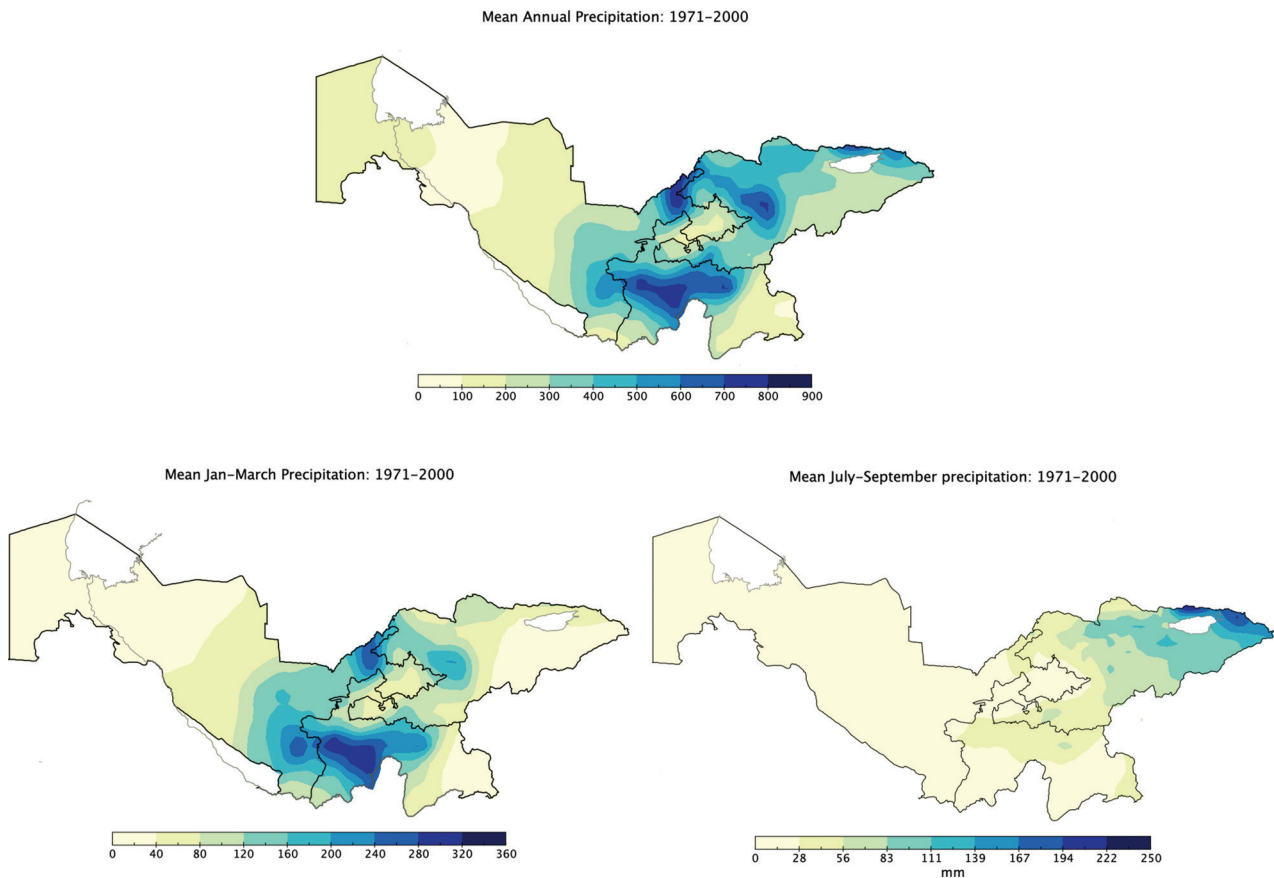 Mean Annual Precipitation: 1971–2000
0 100 200 300 400 500 600 700 800 900
Mean Jan–March Precipitation: 1971–2000
Mean July–September precipitation: 1971–2000
0 40 80 120 160 200 240 280 320 360
0 28 56 83 111 139 167 194 222 250
mm